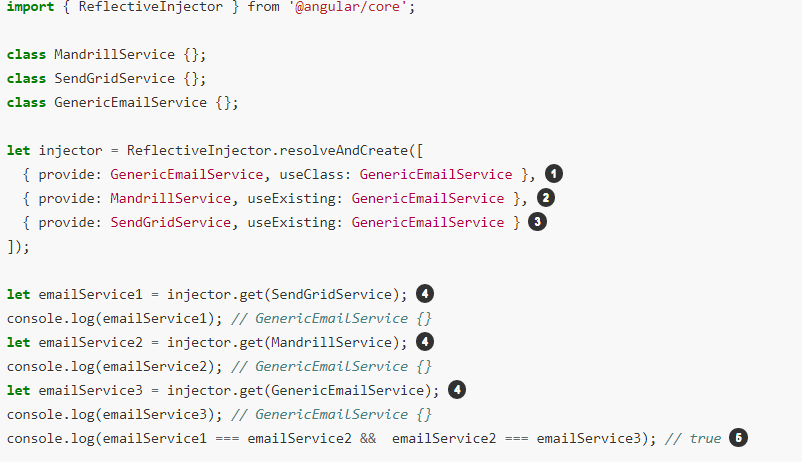 import { ReflectiveInjector } from '@angular/core';
class MandrillService {};
class SendGridService {};
class GenericEmailService {};
let injector = ReflectiveInjector.resolveAndCreate([
{ provide: GenericEmailService, useClass: GenericEmailService }, 1
{ provide: MandrillService, useExisting: GenericEmailService }, 2
{ provide: SendGridService, useExisting: GenericEmailService } 3
]);
let emailService1 = injector.get(SendGridService); 4
console.log(emailService1); // GenericEmailService {}
let emailService2 = injector.get(MandrillService); 4
console.log(emailService2); // GenericEmailService {}
let emailService3 = injector.get(GenericEmailService); 4
console.log(emailService3); // GenericEmailService {}
console.log(emailService1 === emailService2 &&  emailService2 === emailService3); // true 5